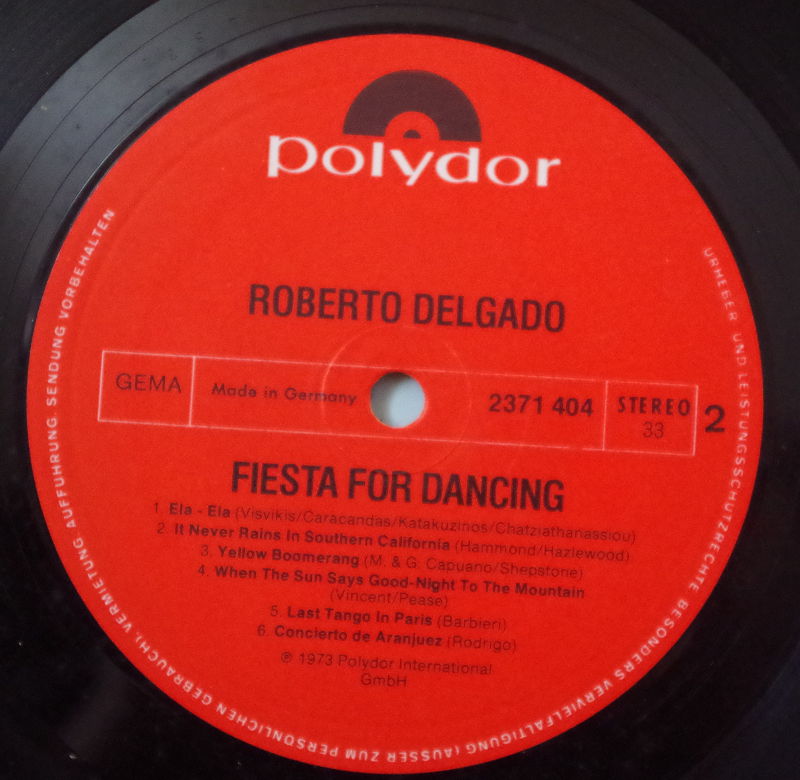 polydor
ROBERTO DELGADO
GEMA
Made in Germany
2371 404
STEREO
33
2
FIESTA FOR DANCING
1. Ela - Ela (Visvikis/Caracandas/Katakuzinos/Chatziathanassiou)
2. It Never Rains In Southern California (Hammond/Hazlewood)
3. Yellow Boomerang (M. & G. Capuano/Shepstone)
4. When The Sun Says Good-Night To The Mountain
(Vincent/Pease)
5. Last Tango In Paris (Barbieri)
6. Concierto de Aranjuez (Rodrigo)
℗ 1973 Polydor International
GmbH
URHEBER- UND LEISTUNGSSCHUTZRECHTE, BESONDERS VERVIELFÄLTIGUNG (AUSSER ZUM PERSÖNLICHEN GEBRAUCH), VERMIETUNG, AUFFÜHRUNG, SENDUNG VORBEHALTEN